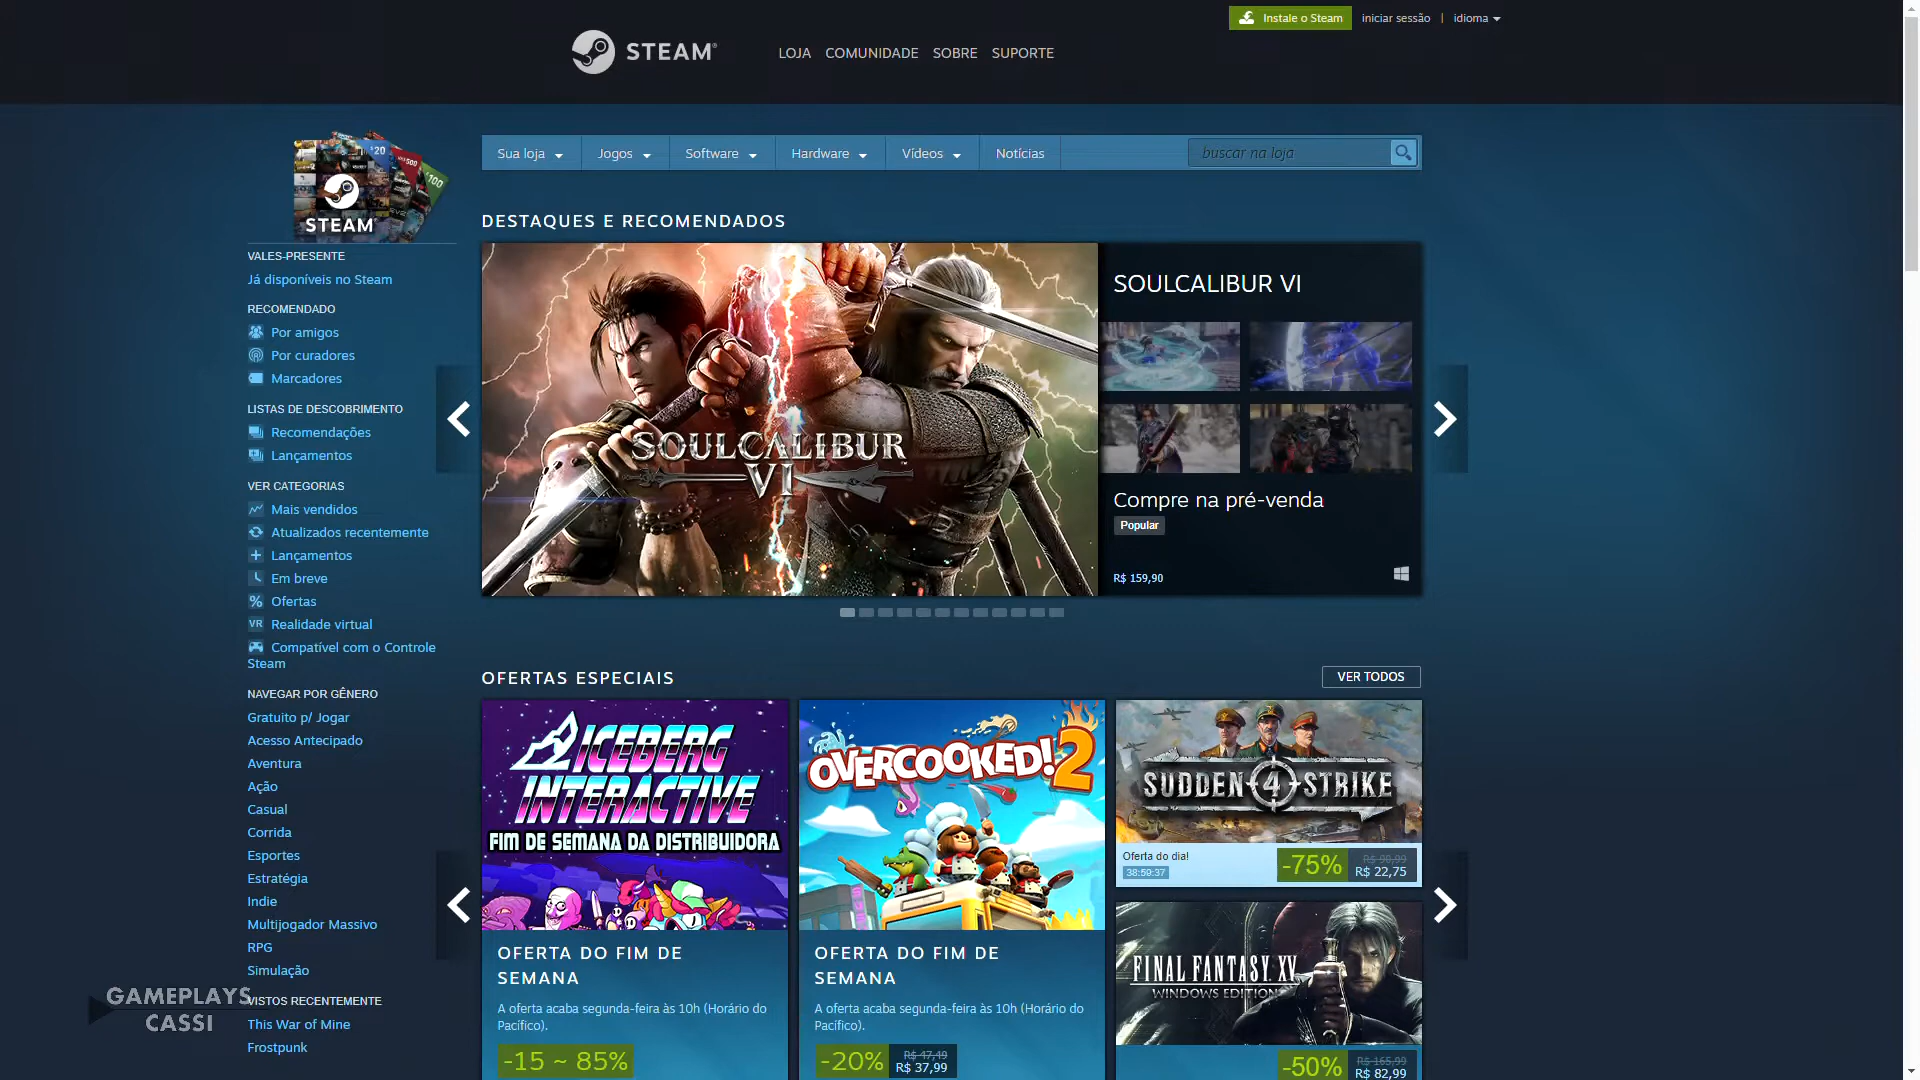 Instale o Steam
iniciar sessão | idioma
STEAM®
LOJA COMUNIDADE SOBRE SUPORTE
$20
500
$100
STEAM
Sua loja Jogos Software Hardware Vídeos Notícias
buscar na loja
VALES-PRESENTE
Já disponíveis no Steam
RECOMENDADO
Por amigos
Por curadores
Marcadores
LISTAS DE DESCOBRIMENTO
Recomendações
Lançamentos
VER CATEGORIAS
Mais vendidos
Atualizados recentemente
Lançamentos
Em breve
% Ofertas
VR Realidade virtual
Compatível com o Controle
Steam
NAVEGAR POR GÊNERO
Gratuito p/ Jogar
Acesso Antecipado
Aventura
Ação
Casual
Corrida
Esportes
Estratégia
Indie
Multijogador Massivo
RPG
Simulação
VISTOS RECENTEMENTE
This War of Mine
Frostpunk
GAMEPLAYS
CASSI
DESTAQUES E RECOMENDADOS
SOULCALIBUR
VI
SOULCALIBUR VI
Compre na pré-venda
Popular
R$ 159,90
OFERTAS ESPECIAIS
VER TODOS
ICEBERG
INTERACTIVE
FIM DE SEMANA DA DISTRIBUIDORA
OFERTA DO FIM DE
SEMANA
A oferta acaba segunda-feira às 10h (Horário do
Pacífico).
-15 ~ 85%
OVERCOOKED! 2
OFERTA DO FIM DE
SEMANA
A oferta acaba segunda-feira às 10h (Horário do
Pacífico).
-20%
R$ 47,49
R$ 37,99
SUDDEN 4 STRIKE
Oferta do dia!
38:59:37
-75%
R$ 90,99
R$ 22,75
FINAL FANTASY XV
WINDOWS EDITION
-50%
R$ 165,99
R$ 82,99